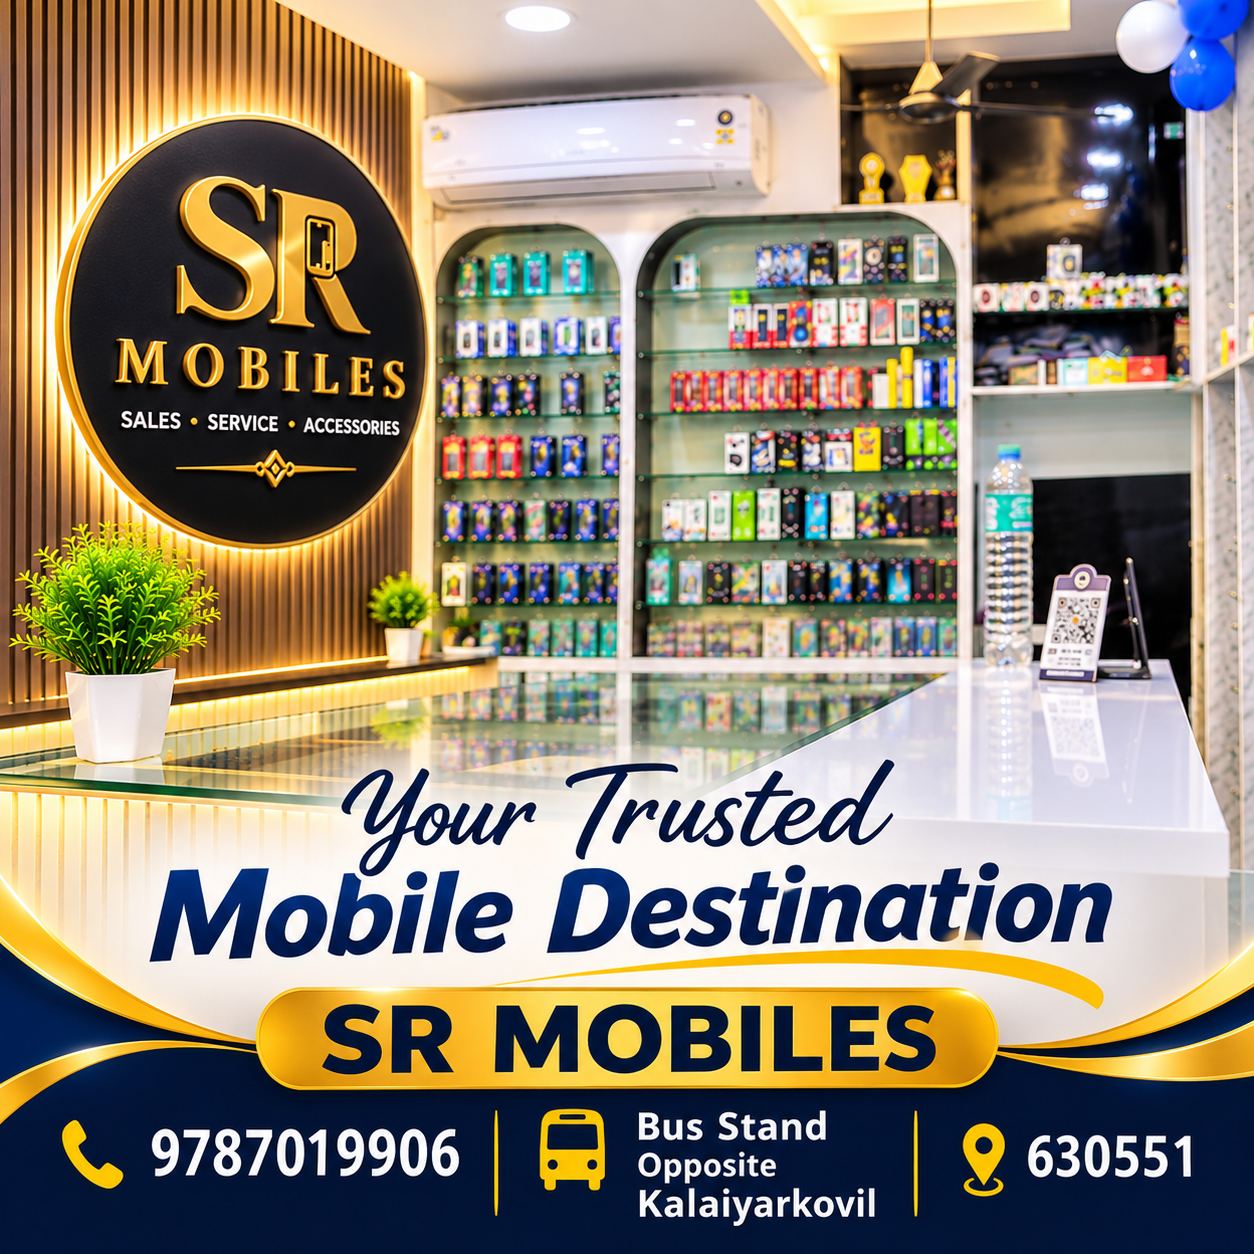 SR
MOBILES
SALES • SERVICE • ACCESSORIES
Your Trusted
Mobile Destination
SR MOBILES
9787019906
Bus Stand
Opposite
Kalaiyarkovil
630551